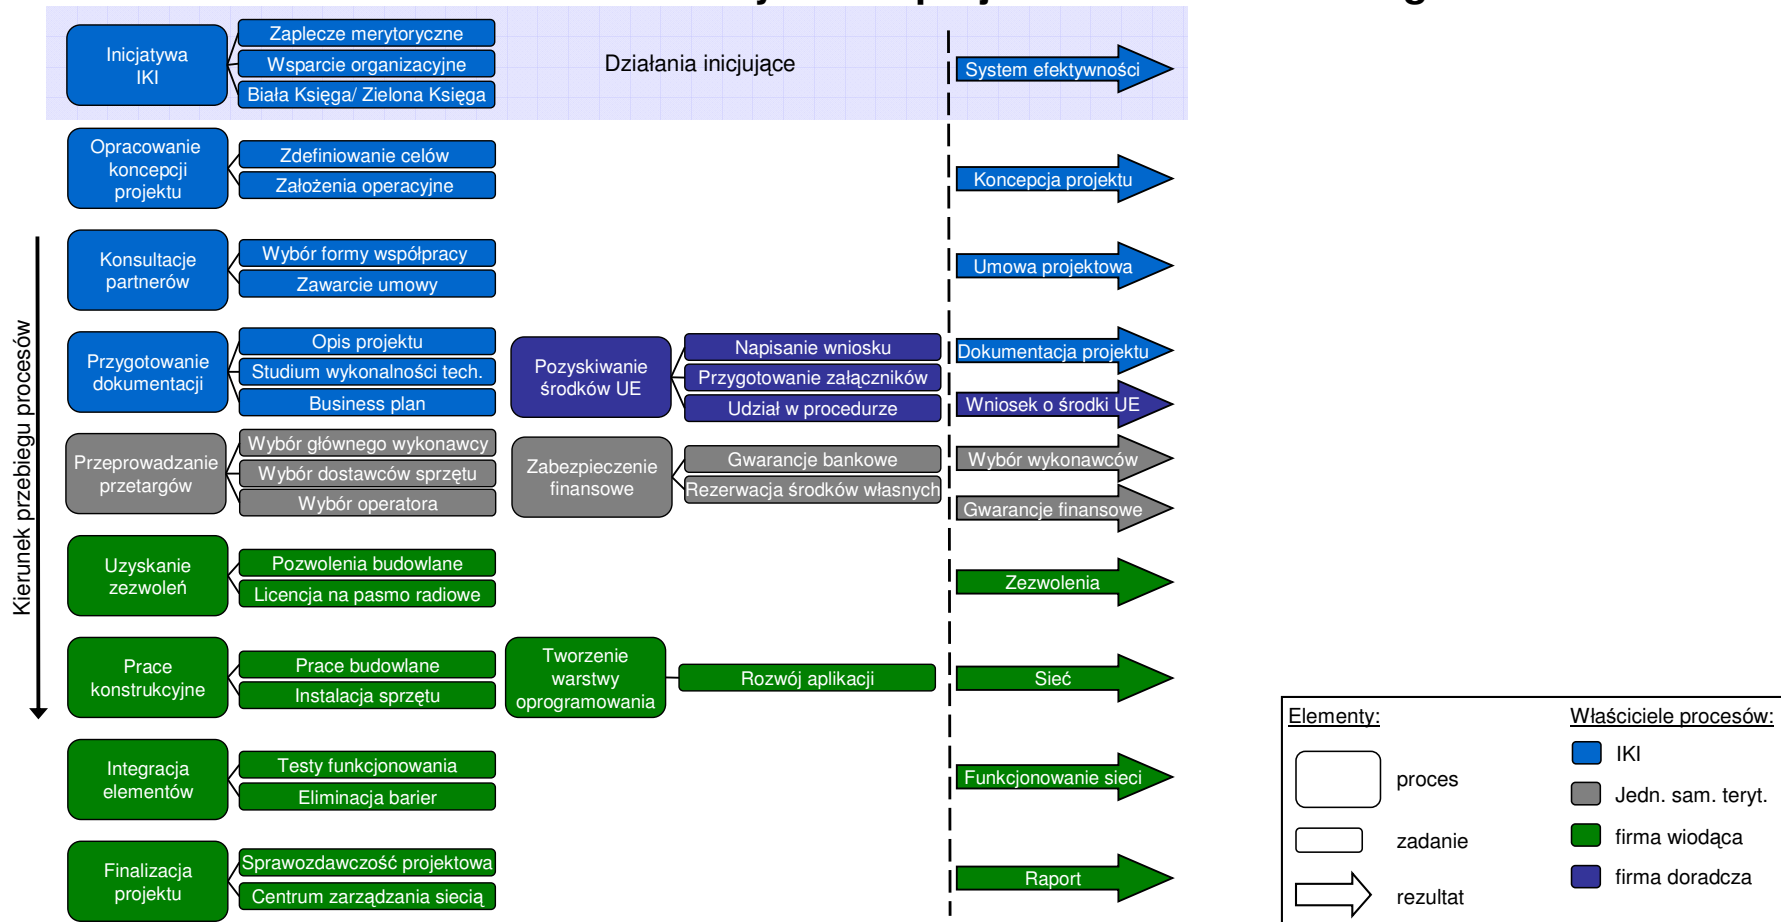 Inicjatywa
IKI
Zaplecze merytoryczne
Wsparcie organizacyjne
Biała Księga/ Zielona Księga
Działania inicjujące
System efektywności
Opracowanie
koncepcji
projektu
Zdefiniowanie celów
Założenia operacyjne
Koncepcja projektu
Kierunek przebiegu procesów
Konsultacje
partnerów
Wybór formy współpracy
Zawarcie umowy
Umowa projektowa
Przygotowanie
dokumentacji
Opis projektu
Studium wykonalności tech.
Business plan
Pozyskiwanie
środków UE
Napisanie wniosku
Przygotowanie załączników
Udział w procedurze
Dokumentacja projektu
Wniosek o środki UE
Przeprowadzanie
przetargów
Wybór głównego wykonawcy
Wybór dostawców sprzętu
Wybór operatora
Zabezpieczenie
finansowe
Gwarancje bankowe
Rezerwacja środków własnych
Wybór wykonawców
Gwarancje finansowe
Uzyskanie
zezwoleń
Pozwolenia budowlane
Licencja na pasmo radiowe
Zezwolenia
Prace
konstrukcyjne
Prace budowlane
Instalacja sprzętu
Tworzenie
warstwy
oprogramowania
Rozwój aplikacji
Sieć
Integracja
elementów
Testy funkcjonowania
Eliminacja barier
Funkcjonowanie sieci
Finalizacja
projektu
Sprawozdawczość projektowa
Centrum zarządzania siecią
Raport
Elementy:
proces
zadanie
rezultat
Właściciele procesów:
IKI
Jedn. sam. teryt.
firma wiodąca
firma doradcza